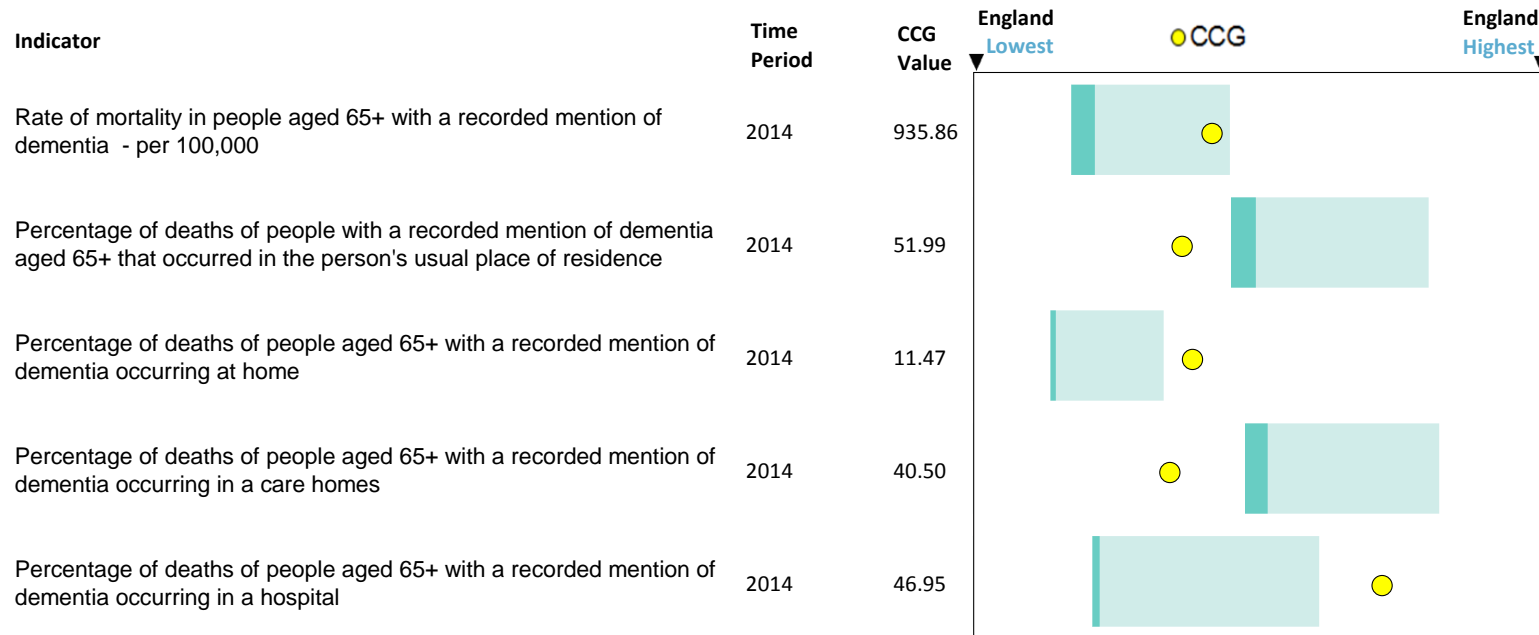 Indicator
Time
Period
CCG
Value
England
Lowest
CCG
England
Highest
Rate of mortality in people aged 65+ with a recorded mention of
dementia  - per 100,000
2014
935.86
Percentage of deaths of people with a recorded mention of dementia
aged 65+ that occurred in the person's usual place of residence
2014
51.99
Percentage of deaths of people aged 65+ with a recorded mention of
dementia occurring at home
2014
11.47
Percentage of deaths of people aged 65+ with a recorded mention of
dementia occurring in a care homes
2014
40.50
Percentage of deaths of people aged 65+ with a recorded mention of
dementia occurring in a hospital
2014
46.95